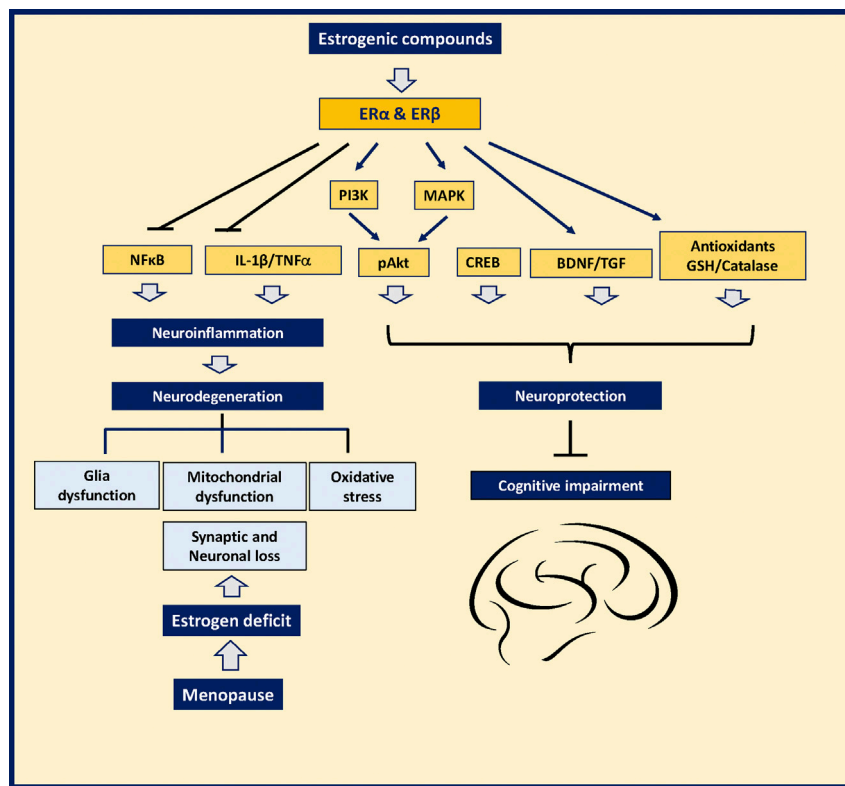 Estrogenic compounds
ERα & ERβ
PI3K
MAPK
NFκB
IL-1β/TNFα
pAkt
CREB
BDNF/TGF
Antioxidants
GSH/Catalase
Neuroinflammation
Neurodegeneration
Neuroprotection
Glia
dysfunction
Mitochondrial
dysfunction
Oxidative
stress
Cognitive impairment
Synaptic and
Neuronal loss
Estrogen deficit
Menopause